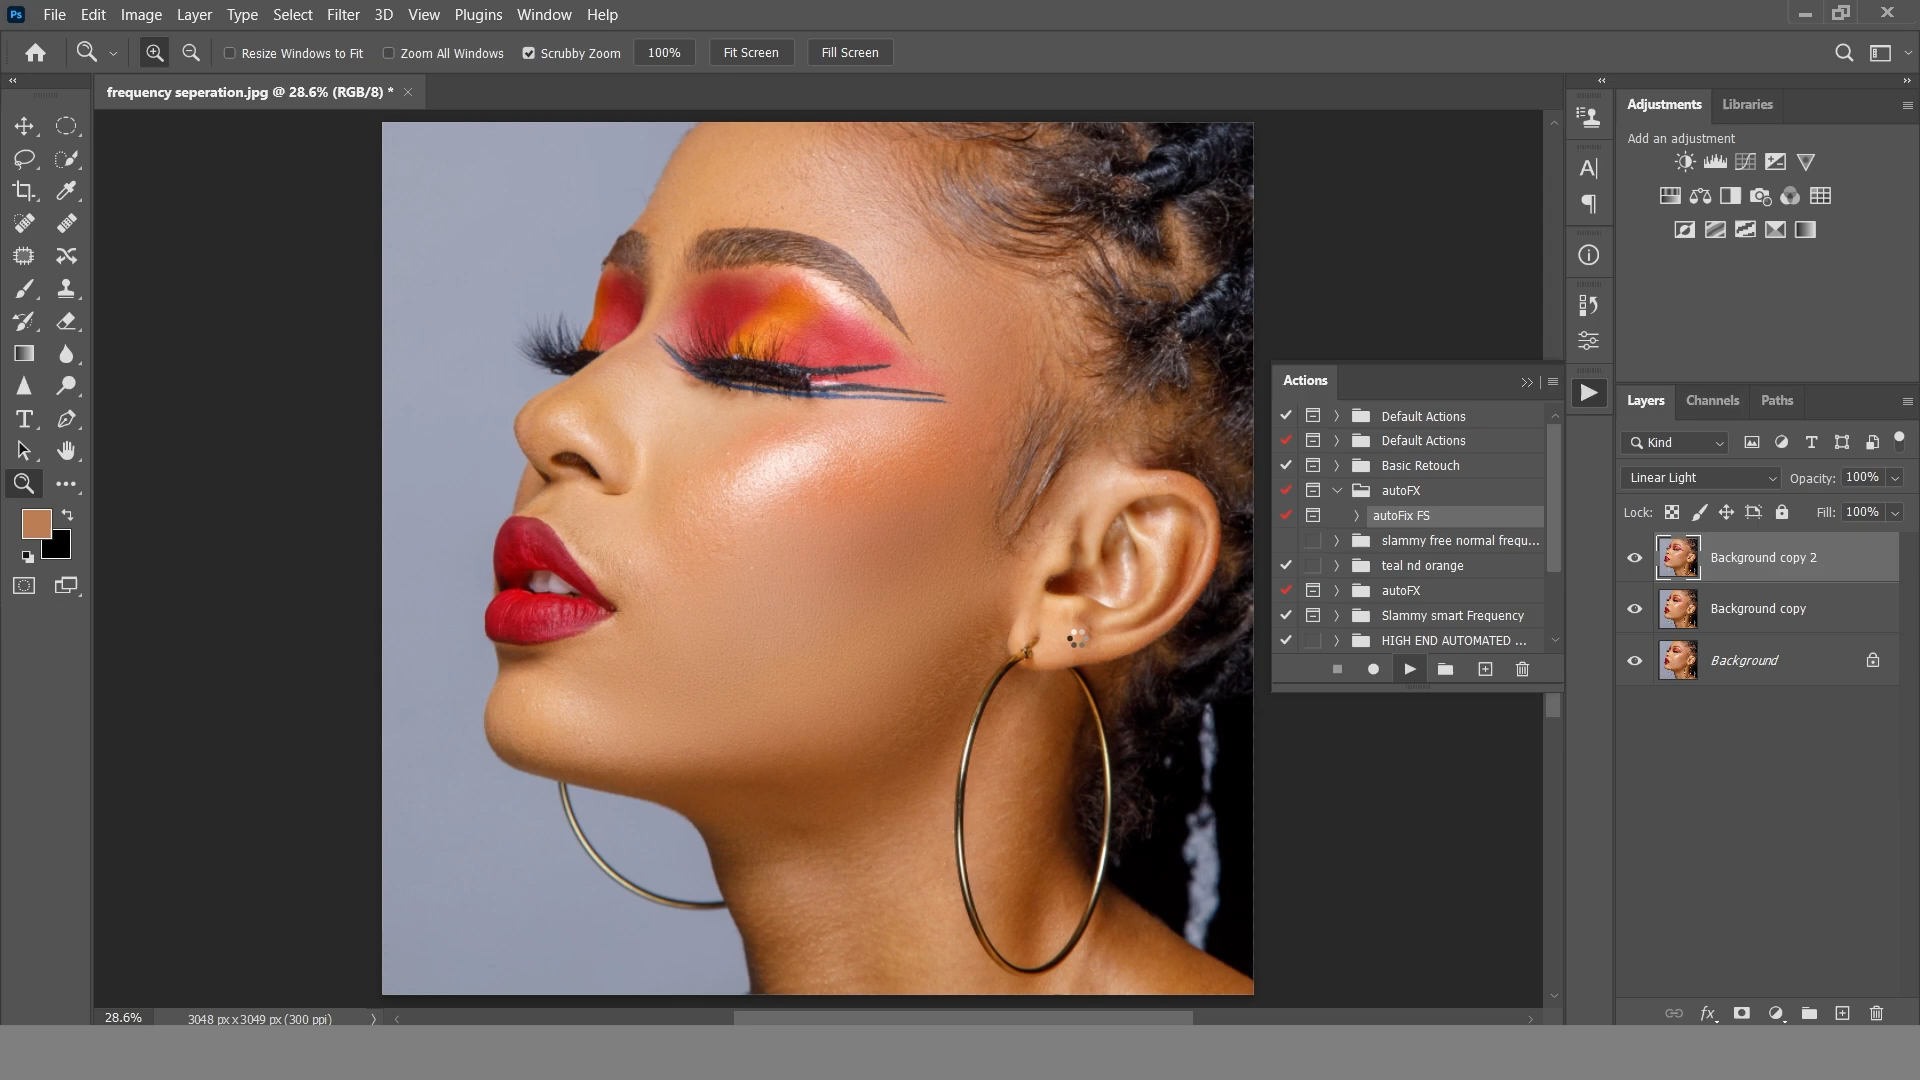 Ps File Edit Image Layer Type Select Filter 3D View Plugins Window Help
Resize Windows to Fit Zoom All Windows Scrubby Zoom 100% Fit Screen Fill Screen
frequency seperation.jpg @ 28.6% (RGB/8) *
Adjustments Libraries
Add an adjustment
Actions
Default Actions
Default Actions
Basic Retouch
autoFX
autoFix FS
slammy free normal frequ...
teal nd orange
autoFX
Slammy smart Frequency
HIGH END AUTOMATED ...
Layers Channels Paths
Kind
Linear Light Opacity: 100%
Lock: Fill: 100%
Background copy 2
Background copy
Background
fx
28.6% 3048 px x 3049 px (300 ppi)